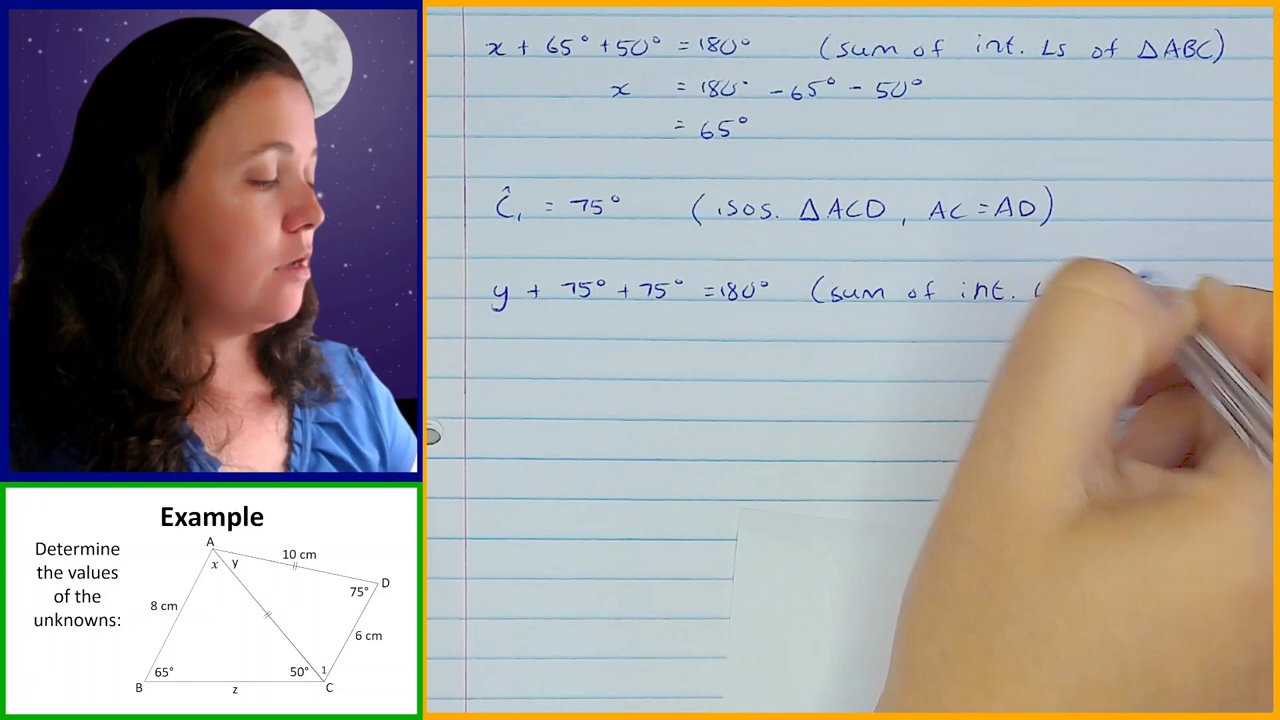 x + 65° + 50° = 180° (sum of int. Ls of ΔABC)
x = 180° - 65° - 50°
= 65°
Ĉ₁ = 75° (isos. ΔACD, AC = AD)
y + 75° + 75° = 180° (sum of int.
Example
Determine
the values
of the
unknowns:
A
x y
10 cm
D
75°
8 cm
6 cm
65°
50° 1
B
z
C